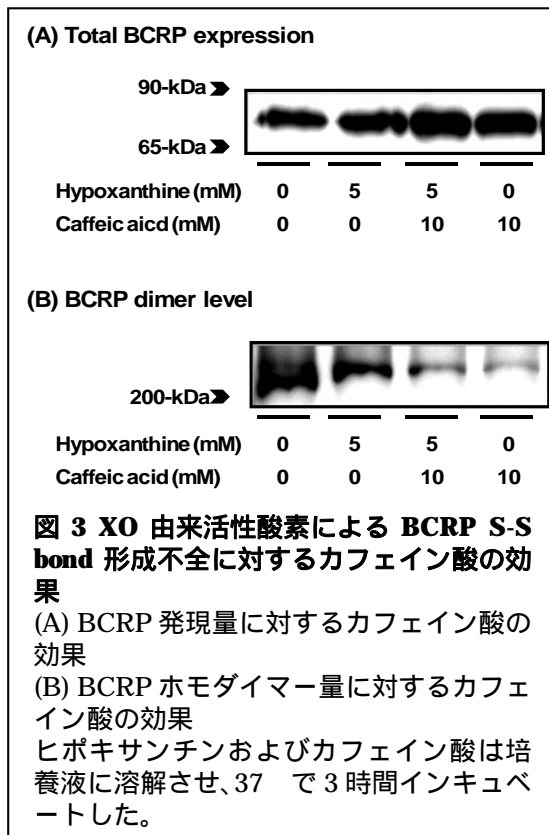 (A) Total BCRP expression
90-kDa➤
65-kDa➤
Hypoxanthine (mM) 0 5 5 0
Caffeic aicd (mM) 0 0 10 10
(B) BCRP dimer level
200-kDa➤
Hypoxanthine (mM) 0 5 5 0
Caffeic acid (mM) 0 0 10 10
図 3 XO 由来活性酸素による BCRP S-S
bond 形成不全に対するカフェイン酸の効
果
(A) BCRP 発現量に対するカフェイン酸の
効果
(B) BCRP ホモダイマー量に対するカフェ
イン酸の効果
ヒポキサンチンおよびカフェイン酸は培
養液に溶解させ、37 で 3 時間インキュベ
ートした。